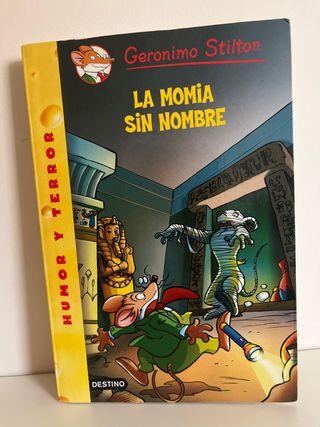 Geronimo Stilton
LA MOMIA
SIN NOMBRE
HUMOR Y TERROR
DESTINO